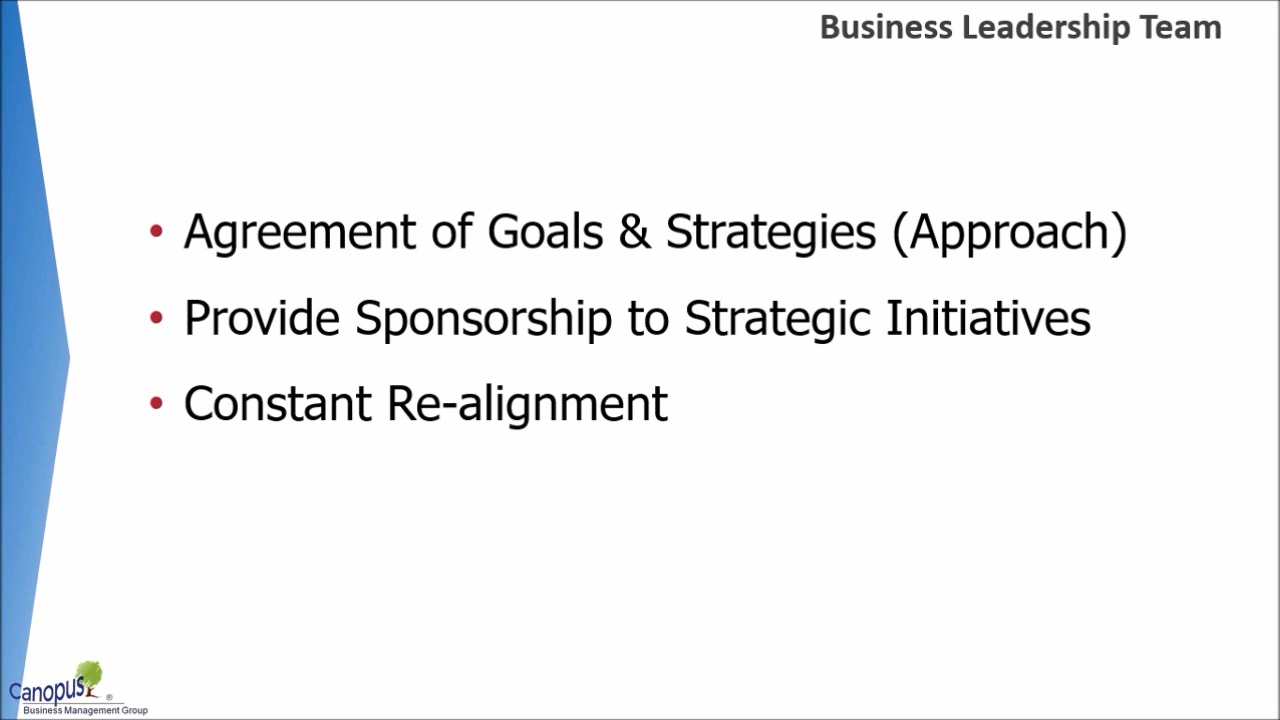 Business Leadership Team
• Agreement of Goals & Strategies (Approach)
• Provide Sponsorship to Strategic Initiatives
• Constant Re-alignment
Canopus ®
Business Management Group